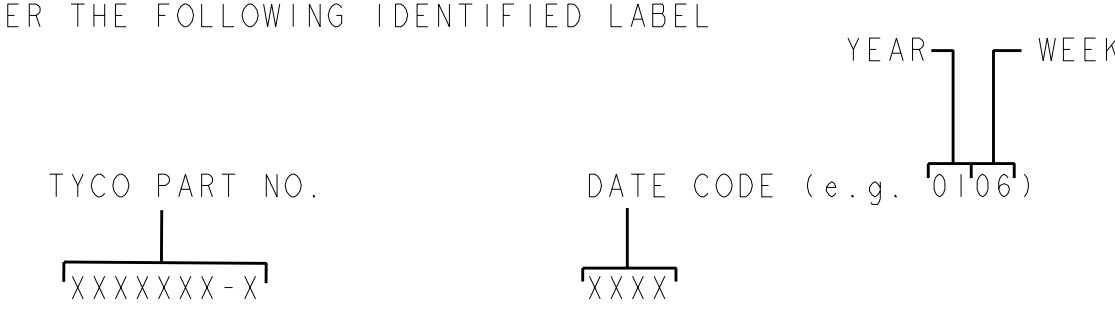 ER THE FOLLOWING IDENTIFIED LABEL
YEAR WEEK
TYCO PART NO. DATE CODE (e.g. 0106)
XXXXXXX-X XXXX